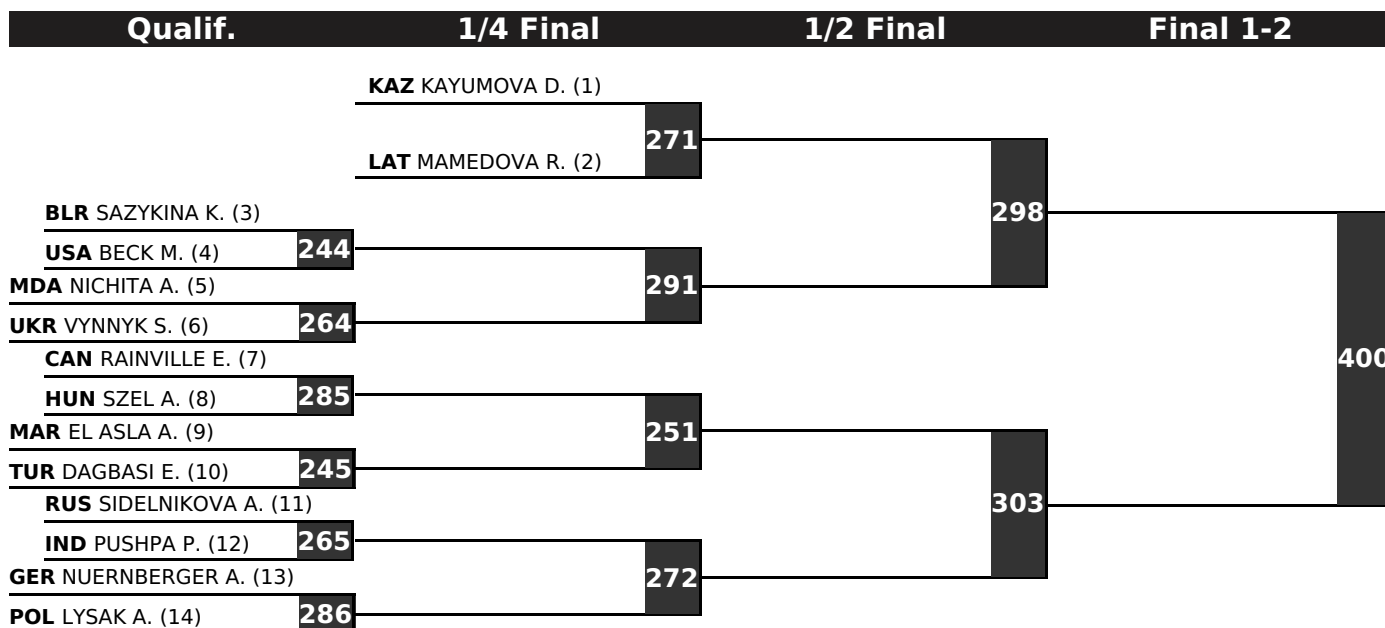 Qualif. 1/4 Final 1/2 Final Final 1-2
KAZ KAYUMOVA D. (1)
271
LAT MAMEDOVA R. (2)
BLR SAZYKINA K. (3)
298
USA BECK M. (4)
244
MDA NICHITA A. (5)
291
UKR VYNNYK S. (6)
264
CAN RAINVILLE E. (7)
400
HUN SZEL A. (8)
285
MAR EL ASLA A. (9)
251
TUR DAGBASI E. (10)
245
RUS SIDELNIKOVA A. (11)
303
IND PUSHPA P. (12)
265
GER NUERNBERGER A. (13)
272
POL LYSAK A. (14)
286